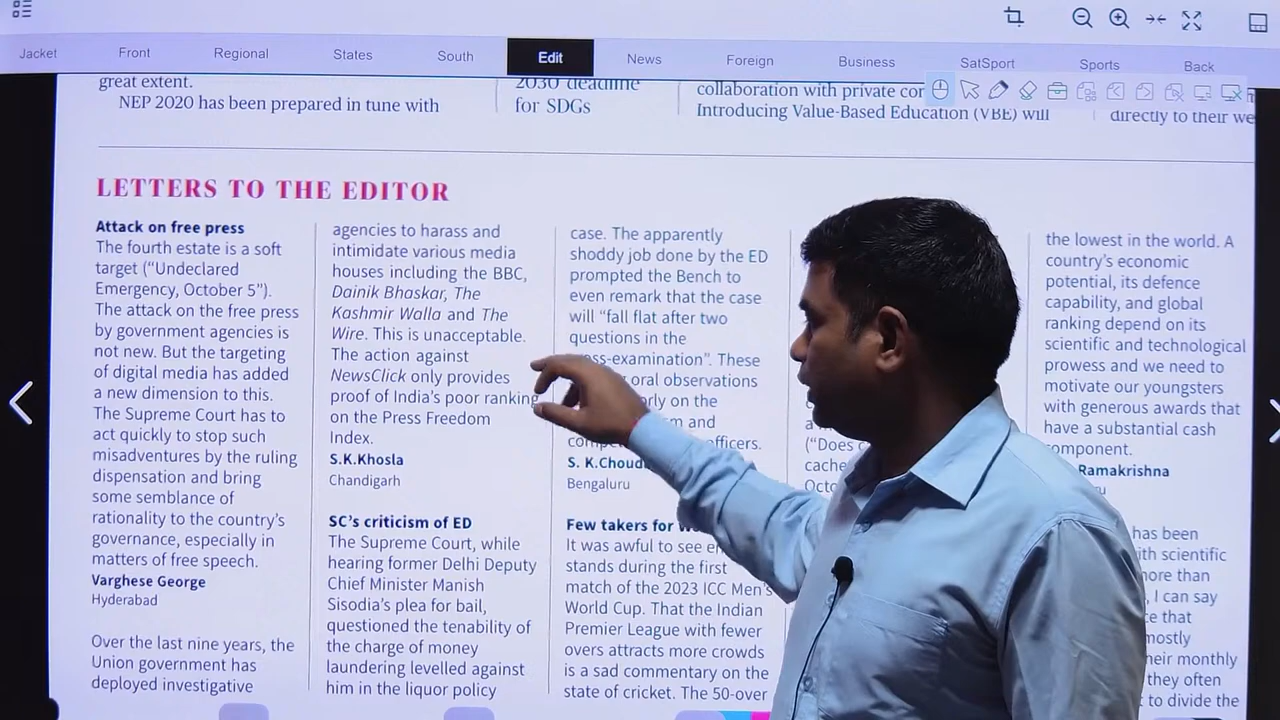 Jacket
Front
Regional
States
South
Edit
News
Foreign
Business
SatSport
Sports
Back
great extent.
NEP 2020 has been prepared in tune with
2030 deadline
for SDGs
collaboration with private
Introducing Value-Based Education (VBE) will
directly to their
LETTERS TO THE EDITOR
Attack on free press
The fourth estate is a soft
target (“Undeclared
Emergency, October 5”).
The attack on the free press
by government agencies is
not new. But the targeting
of digital media has added
a new dimension to this.
The Supreme Court has to
act quickly to stop such
misadventures by the ruling
dispensation and bring
some semblance of
rationality to the country’s
governance, especially in
matters of free speech.
Varghese George
Hyderabad
Over the last nine years, the
Union government has
deployed investigative
agencies to harass and
intimidate various media
houses including the BBC,
Dainik Bhaskar, The
Kashmir Walla and The
Wire. This is unacceptable.
The action against
NewsClick only provides
proof of India’s poor ranking
on the Press Freedom
Index.
S.K.Khosla
Chandigarh
SC’s criticism of ED
The Supreme Court, while
hearing former Delhi Deputy
Chief Minister Manish
Sisodia’s plea for bail,
questioned the tenability of
the charge of money
laundering levelled against
him in the liquor policy
case. The apparently
shoddy job done by the ED
prompted the Bench to
even remark that the case
will “fall flat after two
questions in the
-examination”. These
oral observations
on the
and
officers.
S. K.
Bengaluru
Few takers for
It was awful to see
stands during the first
match of the 2023 ICC Men’s
World Cup. That the Indian
Premier League with fewer
overs attracts more crowds
is a sad commentary on the
state of cricket. The 50-over
(“Does
the lowest in the world. A
country’s economic
potential, its defence
capability, and global
ranking depend on its
scientific and technological
prowess and we need to
motivate our youngsters
with generous awards that
have a substantial cash
component.
Ramakrishna
has been
scientific
than
, I can say
that
mostly
their monthly
they often
to divide the